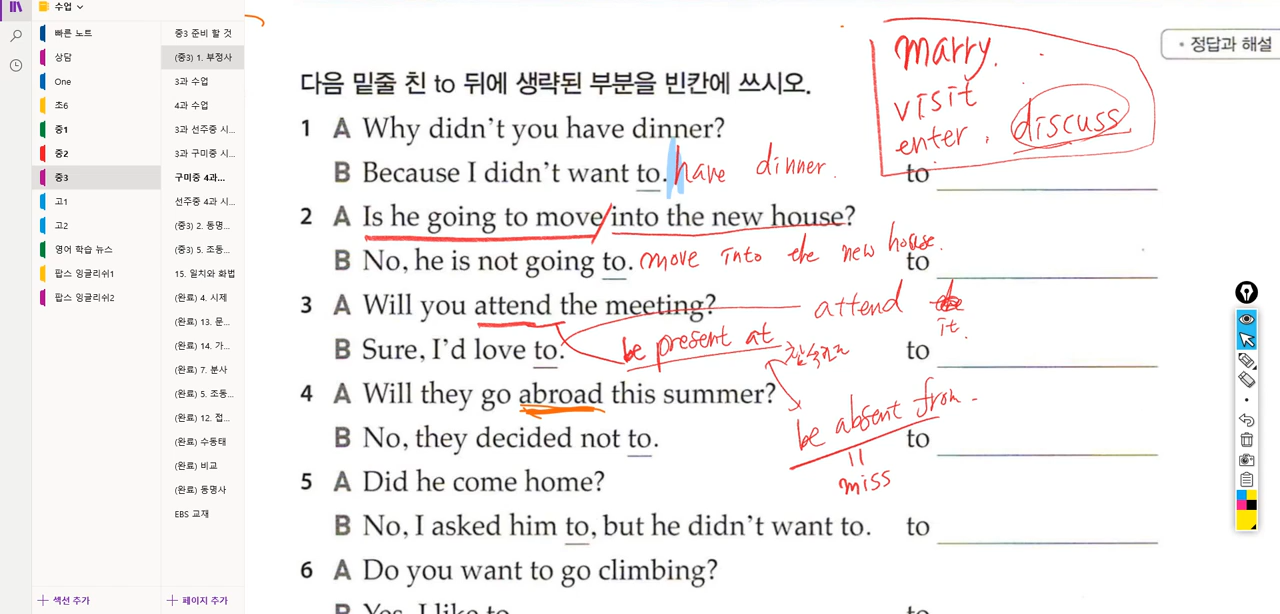 수업
빠른 노트
상담
One
초6
중1
중2
중3
고1
고2
영어 학습 뉴스
팝스 잉글리쉬1
팝스 잉글리쉬2
섹션 추가
중3 준비 할 것
(중3) 1. 부정사
3과 수업
4과 수업
3과 선주중 시...
3과 구미중 시...
구미중 4과...
선주중 4과 시...
(중3) 2. 동명...
(중3) 5. 조동...
15. 일치와 화법
(완료) 4. 시제
(완료) 13. 문...
(완료) 14. 가...
(완료) 7. 분사
(완료) 5. 조동...
(완료) 12. 접...
(완료) 수동태
(완료) 비교
(완료) 동명사
EBS 교재
페이지 추가
• 정답과 해설
marry.
visit
enter, discuss
다음 밑줄 친 to 뒤에 생략된 부분을 빈칸에 쓰시오.
1 A Why didn't you have dinner?
B Because I didn't want to. have dinner. to
2 A Is he going to move/into the new house?
B No, he is not going to. move into the new house. to
3 A Will you attend the meeting? attend it.
B Sure, I'd love to. be present at to
4 A Will they go abroad this summer?
be absent from.
B No, they decided not to. to
miss
5 A Did he come home?
B No, I asked him to, but he didn't want to. to
6 A Do you want to go climbing?
B Yes, I like to. to